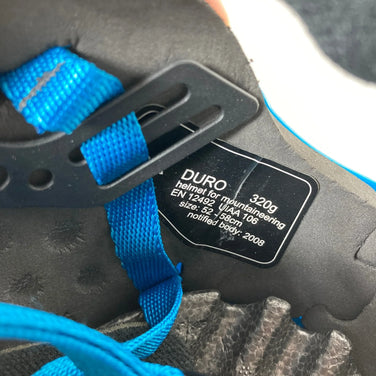 DURO 320g
helmet for mountaineering
EN 12492, UIAA 106
size: 52 - 58cm
notified body: 2008